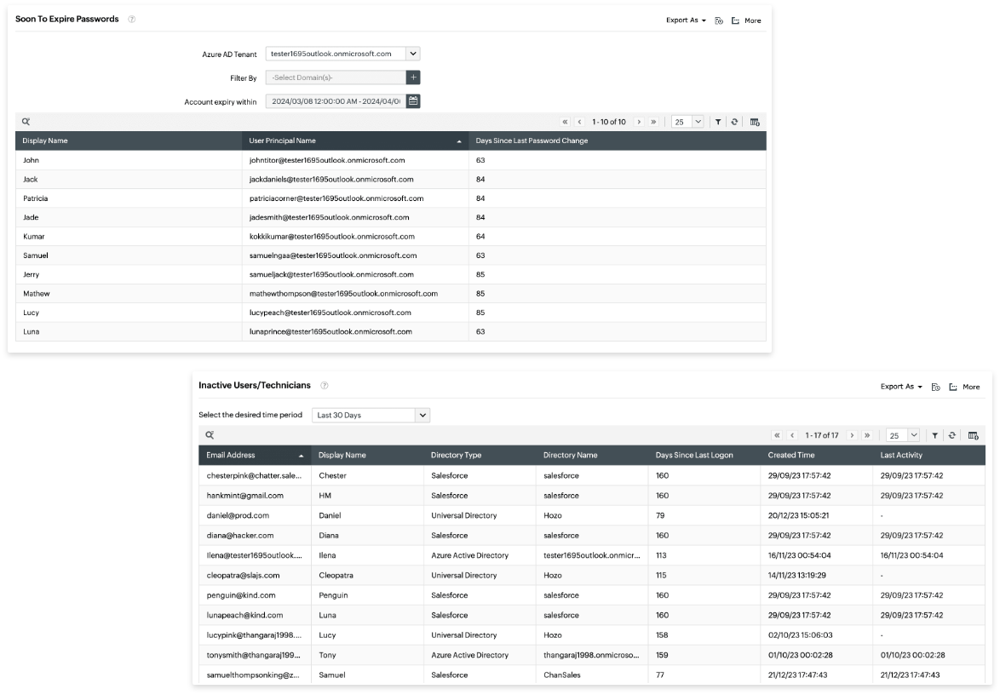 Soon To Expire Passwords ?
Export As More
Azure AD Tenant tester1695outlook.onmicrosoft.com
Filter By -Select Domain(s)- +
Account expiry within 2024/03/08 12:00:00 AM - 2024/04/0
« ‹ 1 - 10 of 10 › » 25
Display Name User Principal Name Days Since Last Password Change
John johntitor@tester1695outlook.onmicrosoft.com 63
Jack jackdaniels@tester1695outlook.onmicrosoft.com 84
Patricia patriciacorner@tester1695outlook.onmicrosoft.com 84
Jade jadesmith@tester1695outlook.onmicrosoft.com 84
Kumar kokkikumar@tester1695outlook.onmicrosoft.com 64
Samuel samuelngaa@tester1695outlook.onmicrosoft.com 63
Jerry samueljack@tester1695outlook.onmicrosoft.com 85
Mathew mathewthompson@tester1695outlook.onmicrosoft.com 85
Lucy lucypeach@tester1695outlook.onmicrosoft.com 85
Luna lunaprince@tester1695outlook.onmicrosoft.com 63
Inactive Users/Technicians ?
Export As More
Select the desired time period Last 30 Days
« ‹ 1 - 17 of 17 › » 25
Email Address Display Name Directory Type Directory Name Days Since Last Logon Created Time Last Activity
chesterpink@chatter.sale... Chester Salesforce salesforce 160 29/09/23 17:57:42 29/09/23 17:57:42
hankmint@gmail.com HM Salesforce salesforce 160 29/09/23 17:57:42 29/09/23 17:57:42
daniel@prod.com Daniel Universal Directory Hozo 79 20/12/23 15:05:21 -
diana@hacker.com Diana Salesforce salesforce 160 29/09/23 17:57:42 29/09/23 17:57:42
Ilena@tester1695outlook.... Ilena Azure Active Directory tester1695outlook.onmicr... 113 16/11/23 00:54:04 16/11/23 00:54:04
cleopatra@slajs.com Cleopatra Universal Directory Hozo 115 14/11/23 13:19:29 -
penguin@kind.com Penguin Salesforce salesforce 160 29/09/23 17:57:42 29/09/23 17:57:42
lunapeach@kind.com Luna Salesforce salesforce 160 29/09/23 17:57:42 29/09/23 17:57:42
lucypink@thangaraj1998.... Lucy Universal Directory Hozo 158 02/10/23 15:06:03 -
tonysmith@thangaraj199... Tony Azure Active Directory thangaraj1998.onmicroso... 159 01/10/23 00:02:28 01/10/23 00:02:28
samuelthompsonking@z... Samuel Salesforce ChanSales 77 21/12/23 17:47:43 21/12/23 17:47:43